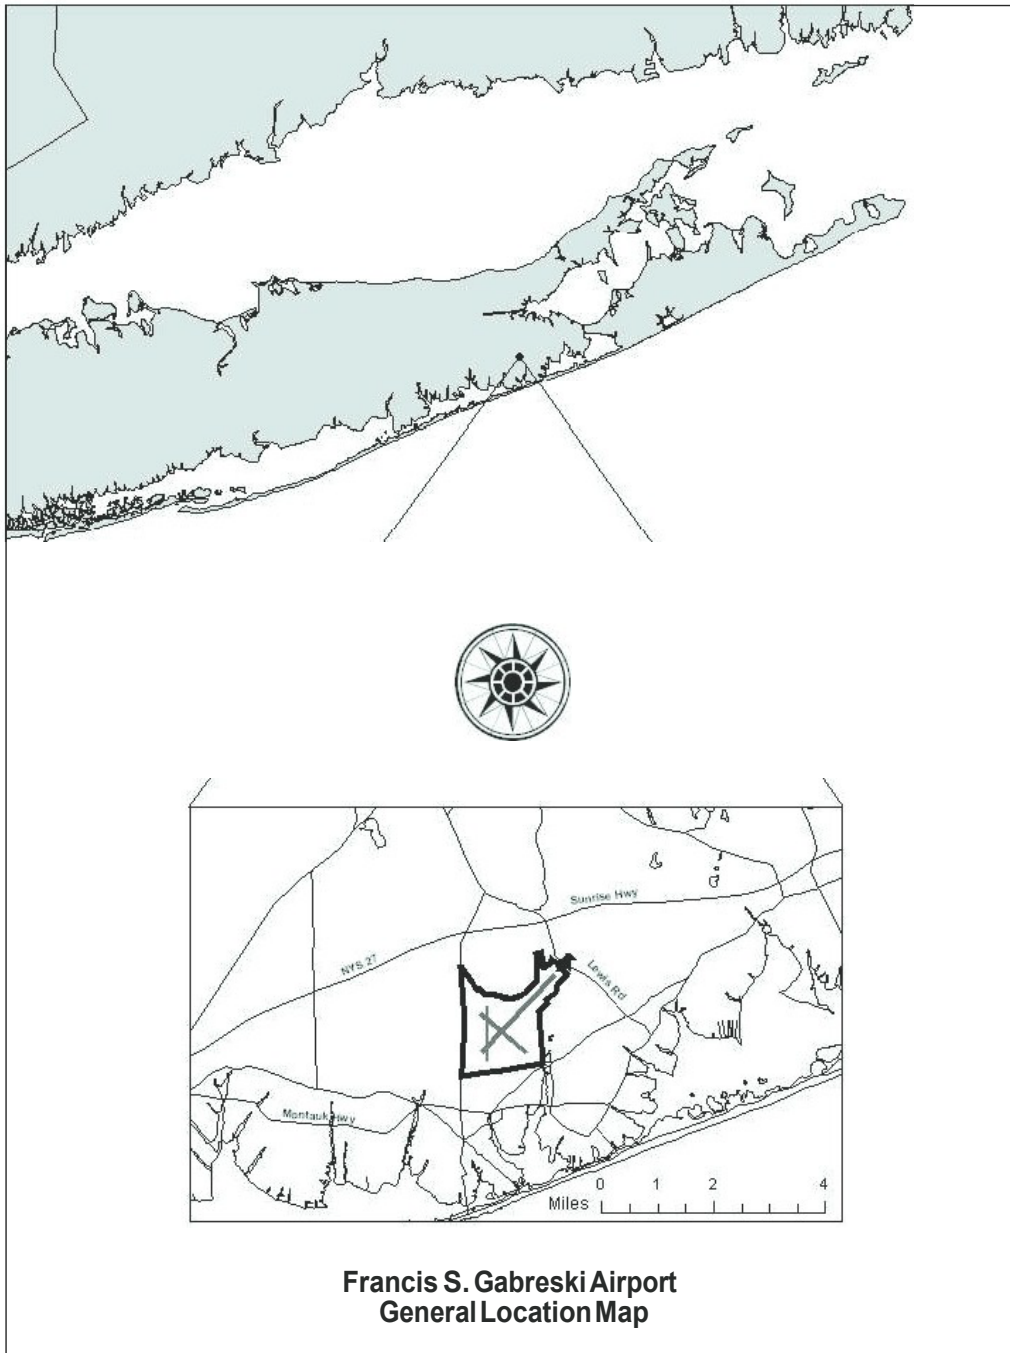 Sunrise Hwy
NYS 27
Lewis Rd
Montauk Hwy
0 1 2 4
Miles
Francis S. Gabreski Airport
General Location Map